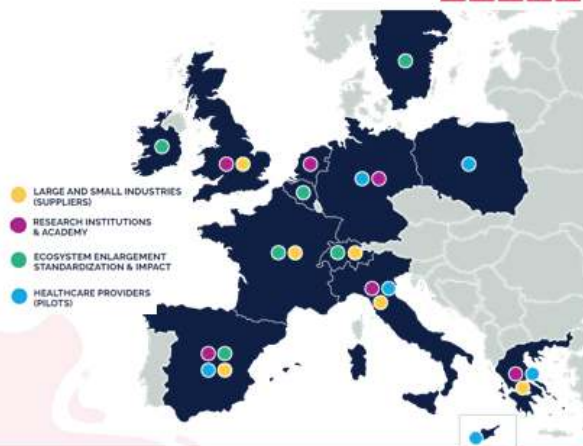 LARGE AND SMALL INDUSTRIES
(SUPPLIERS)
RESEARCH INSTITUTIONS
& ACADEMY
ECOSYSTEM ENLARGEMENT
STANDARDIZATION & IMPACT
HEALTHCARE PROVIDERS
(PILOTS)